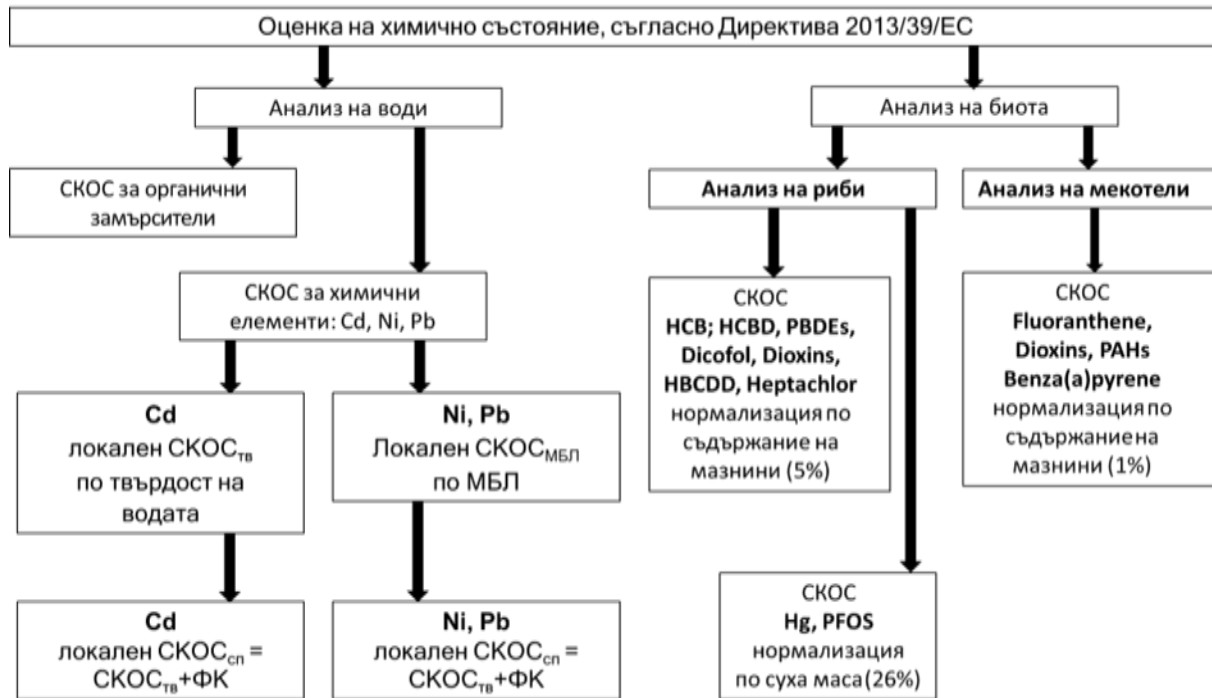 Оценка на химично състояние, съгласно Директива 2013/39/ЕС
Анализ на води
Анализ на биота
СКОС за органични
замърсители
Анализ на риби
Анализ на мекотели
СКОС за химични
елементи: Cd, Ni, Pb
СКОС
HCB; HCBD, PBDEs,
Dicofol, Dioxins,
HBCDD, Heptachlor
нормализация по
съдържание на
мазнини (5%)
СКОС
Fluoranthene,
Dioxins, PAHs
Benza(a)pyrene
нормализация по
съдържание на
мазнини (1%)
Cd
локален СКОСтв
по твърдост на
водата
Ni, Pb
Локален СКОСМБЛ
по МБЛ
Cd
локален СКОСсп =
СКОСтв+ФК
Ni, Pb
локален СКОСсп =
СКОСтв+ФК
СКОС
Hg, PFOS
нормализация
по суха маса (26%)